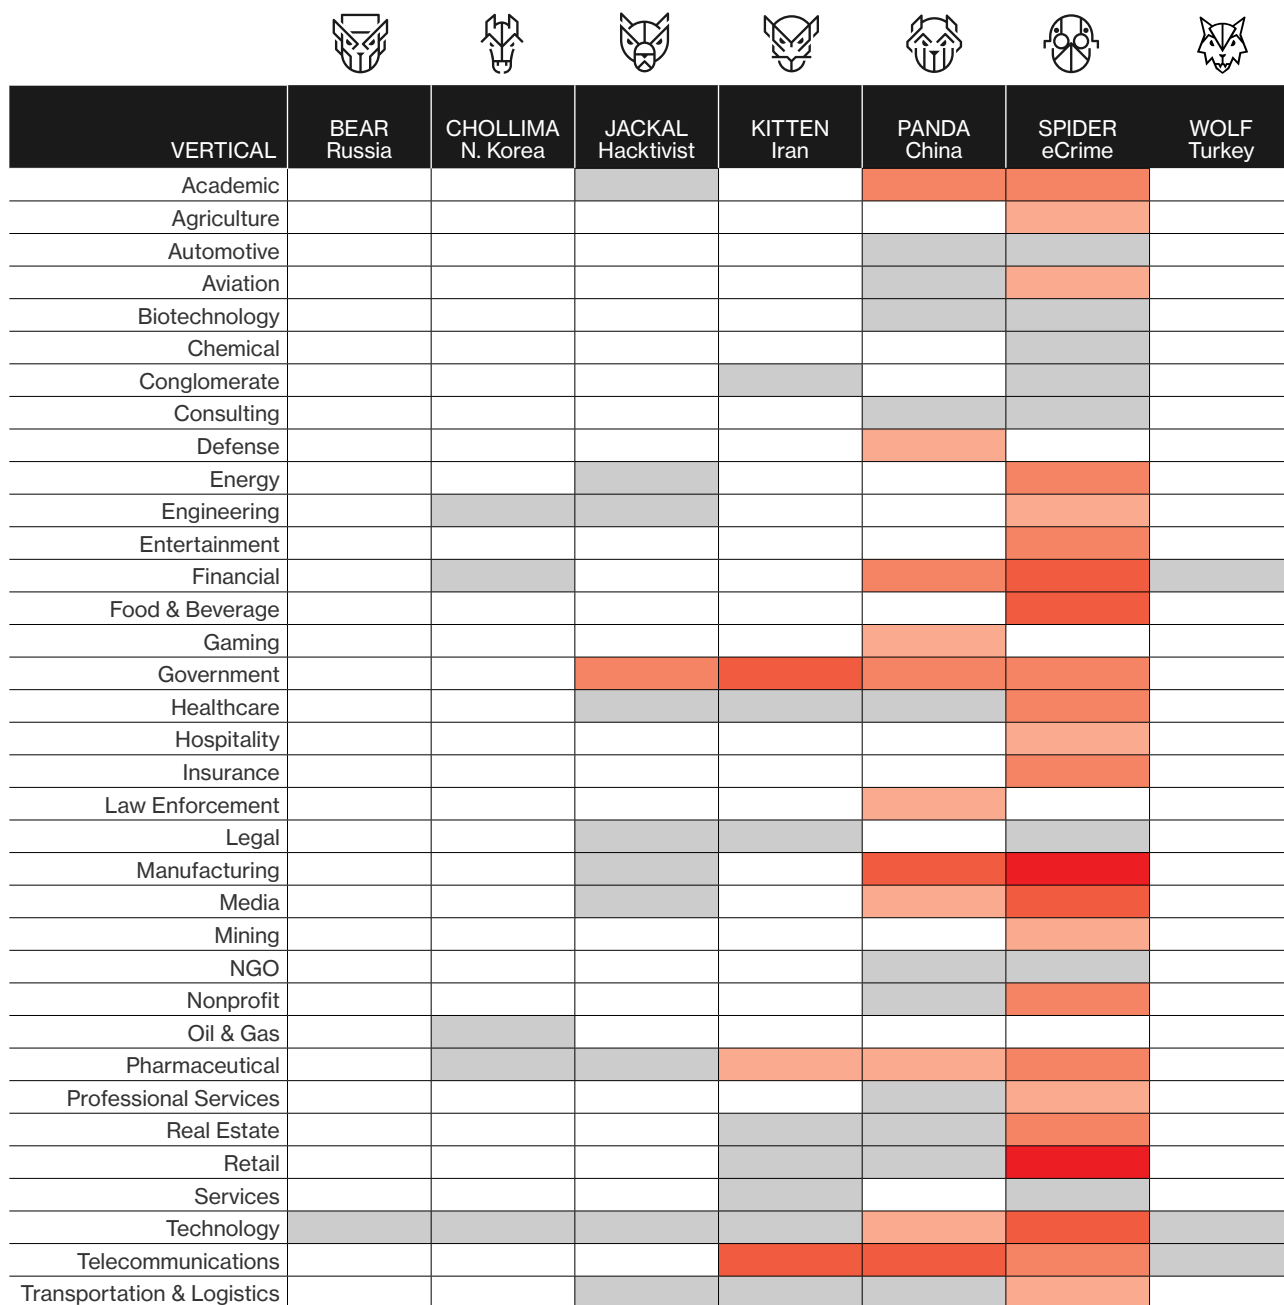 VERTICAL
BEAR
Russia
CHOLLIMA
N. Korea
JACKAL
Hacktivist
KITTEN
Iran
PANDA
China
SPIDER
eCrime
WOLF
Turkey
Academic
Agriculture
Automotive
Aviation
Biotechnology
Chemical
Conglomerate
Consulting
Defense
Energy
Engineering
Entertainment
Financial
Food & Beverage
Gaming
Government
Healthcare
Hospitality
Insurance
Law Enforcement
Legal
Manufacturing
Media
Mining
NGO
Nonprofit
Oil & Gas
Pharmaceutical
Professional Services
Real Estate
Retail
Services
Technology
Telecommunications
Transportation & Logistics